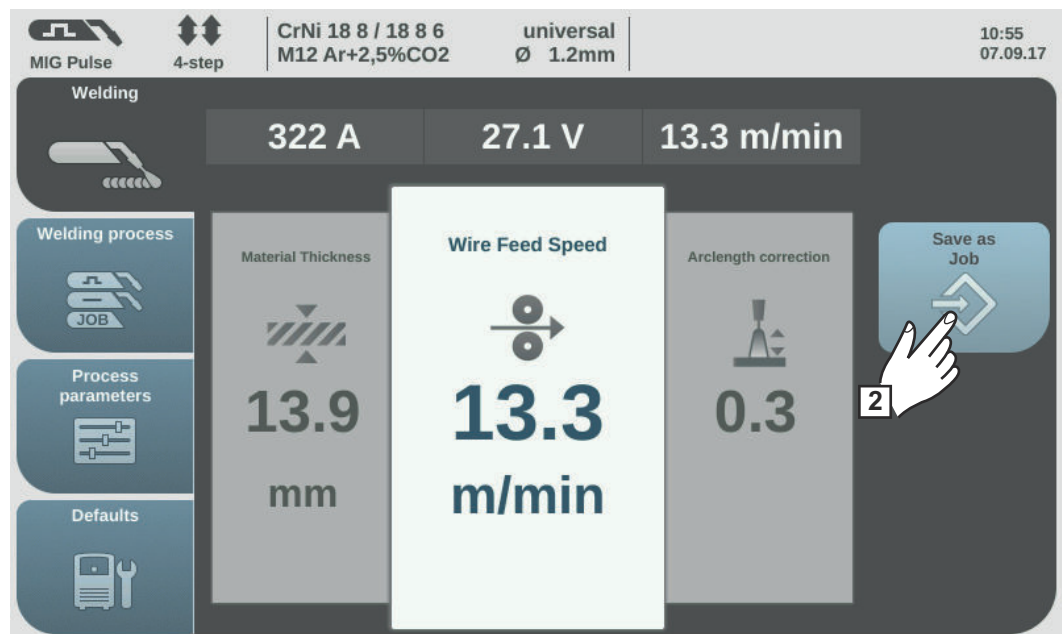 MIG Pulse
4-step
CrNi 18 8 / 18 8 6 universal
M12 Ar+2,5%CO2 Ø 1.2mm
10:55
07.09.17
Welding
322 A 27.1 V 13.3 m/min
Welding process
JOB
Process
parameters
Defaults
Material Thickness
13.9
mm
Wire Feed Speed
13.3
m/min
Arclength correction
0.3
Save as
Job
2